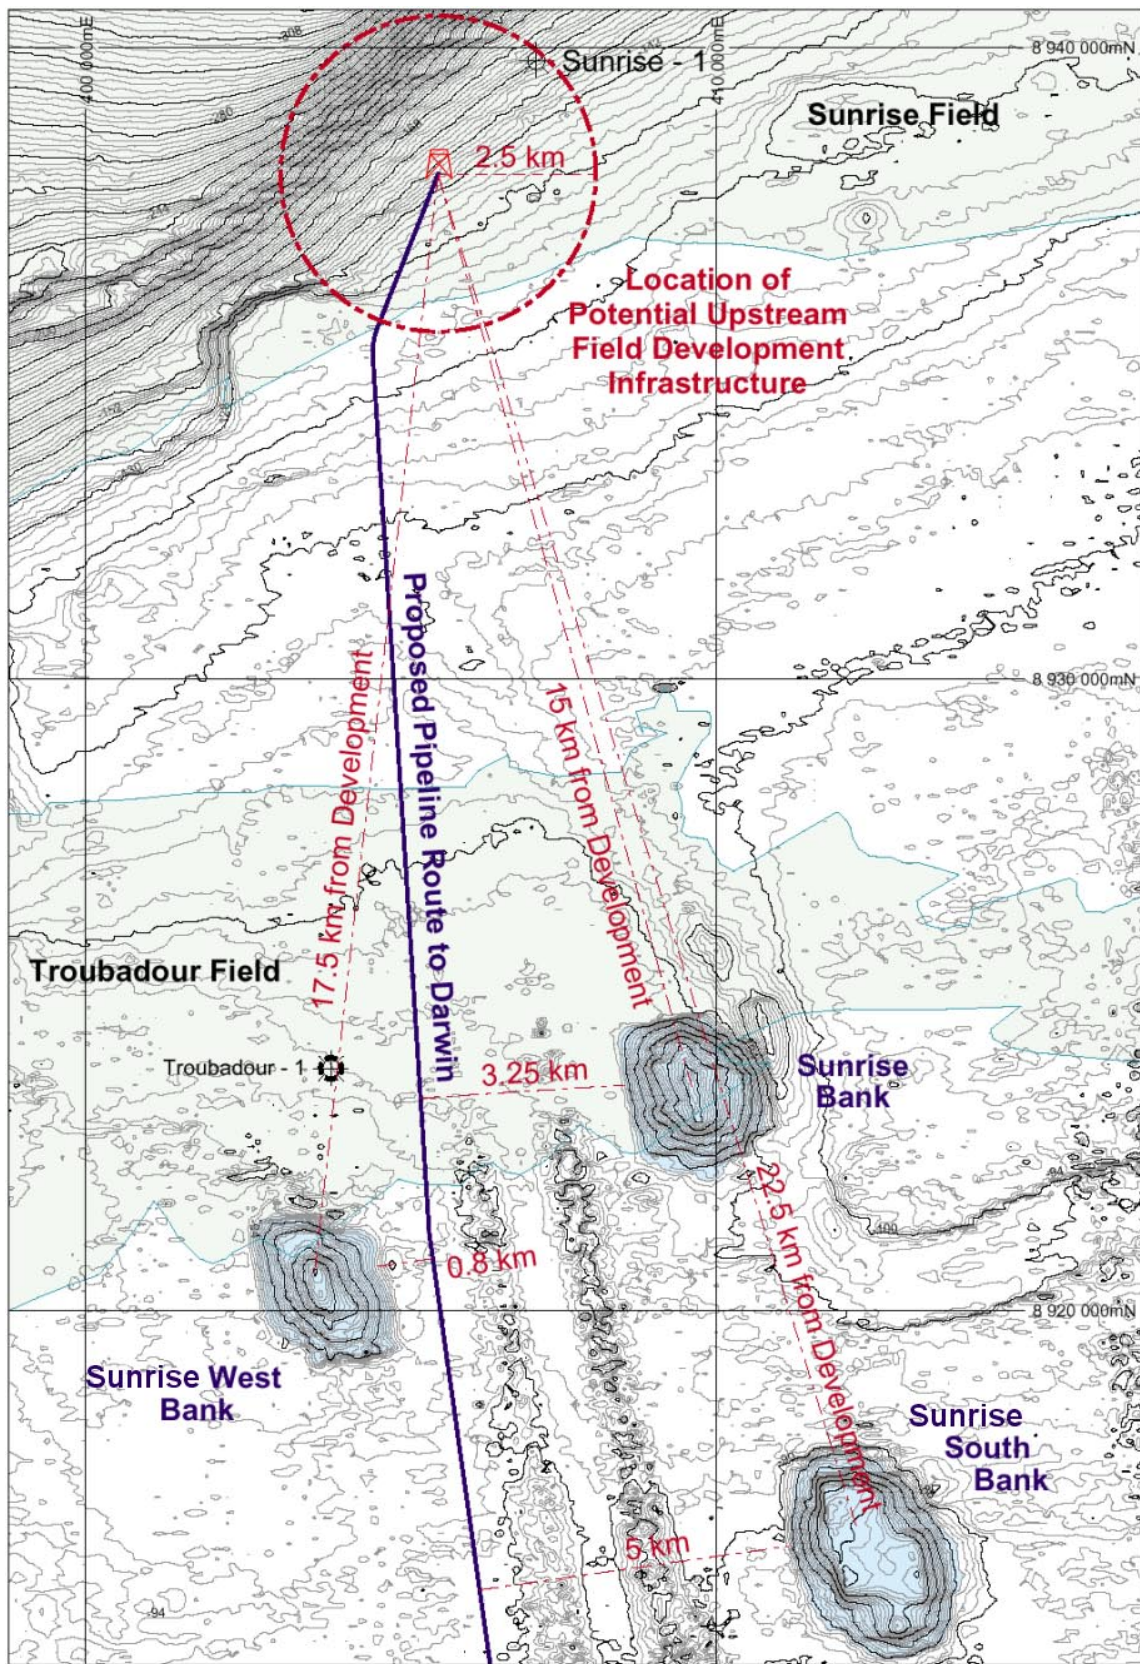 400 000mE
410 000mE
8 940 000mN
Sunrise - 1
Sunrise Field
2.5 km
Location of
Potential Upstream
Field Development
Infrastructure
8 930 000mN
Proposed Pipeline Route to Darwin
17.5 km from Development
15 km from Development
Troubadour Field
Troubadour - 1
3.25 km
Sunrise
Bank
22.5 km from Development
0.8 km
8 920 000mN
Sunrise West
Bank
Sunrise
South
Bank
5 km
-94